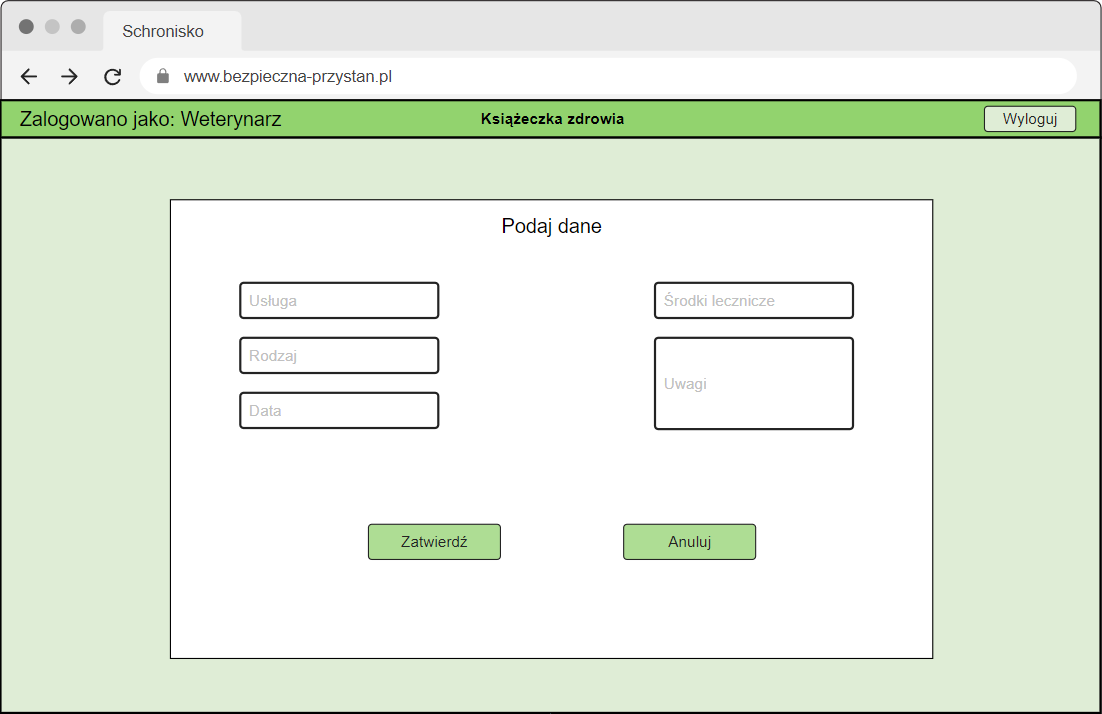 Schronisko
www.bezpieczna-przystan.pl
Zalogowano jako: Weterynarz
Książeczka zdrowia
Wyloguj
Podaj dane
Usługa
Środki lecznicze
Rodzaj
Uwagi
Data
Zatwierdź
Anuluj